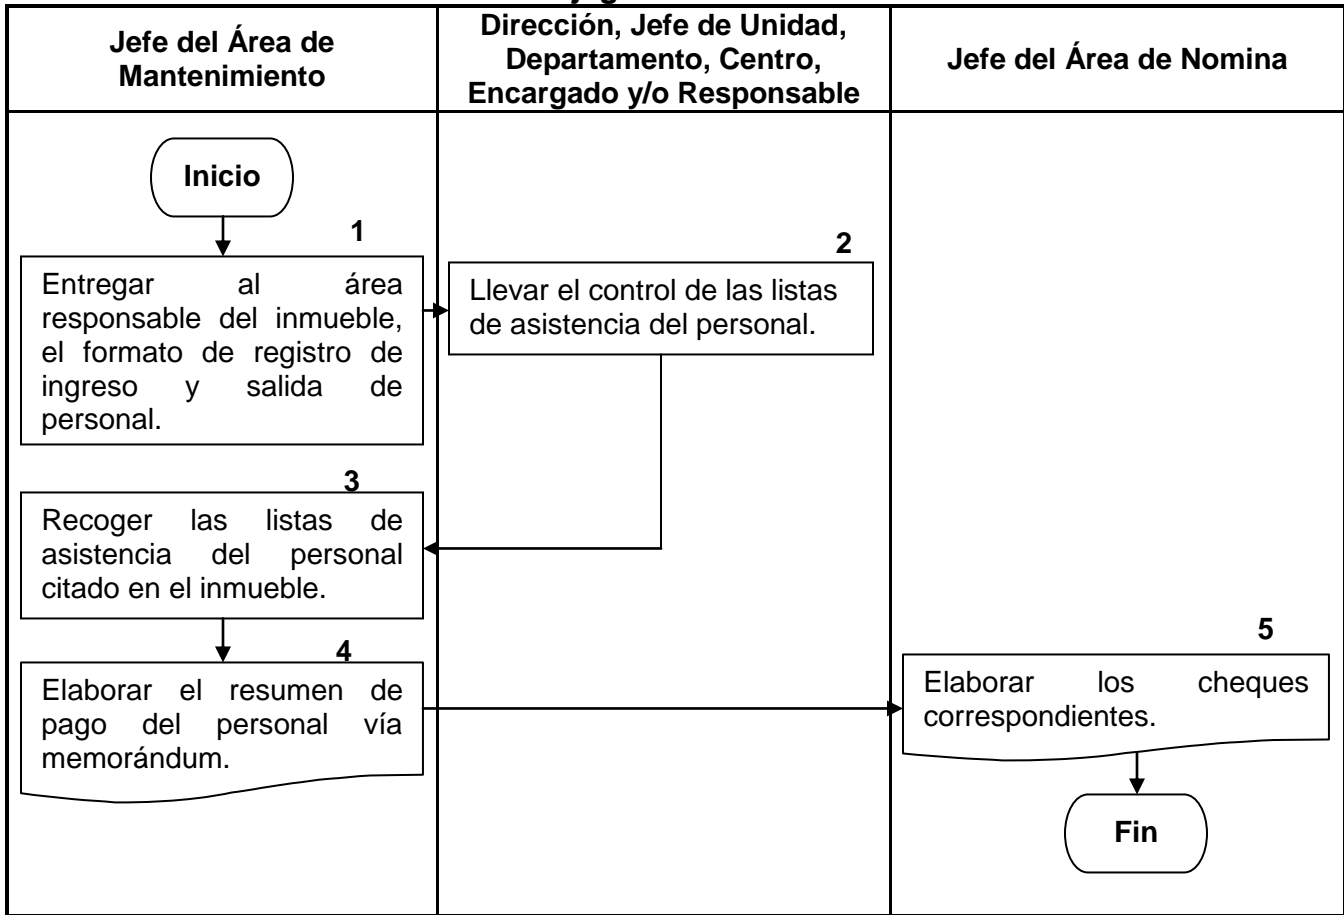 Jefe del Área de
Mantenimiento
Dirección, Jefe de Unidad,
Departamento, Centro,
Encargado y/o Responsable
Jefe del Área de Nomina
Inicio
1
Entregar al área
responsable del inmueble,
el formato de registro de
ingreso y salida de
personal.
2
Llevar el control de las listas
de asistencia del personal.
3
Recoger las listas de
asistencia del personal
citado en el inmueble.
4
Elaborar el resumen de
pago del personal vía
memorándum.
5
Elaborar los cheques
correspondientes.
Fin